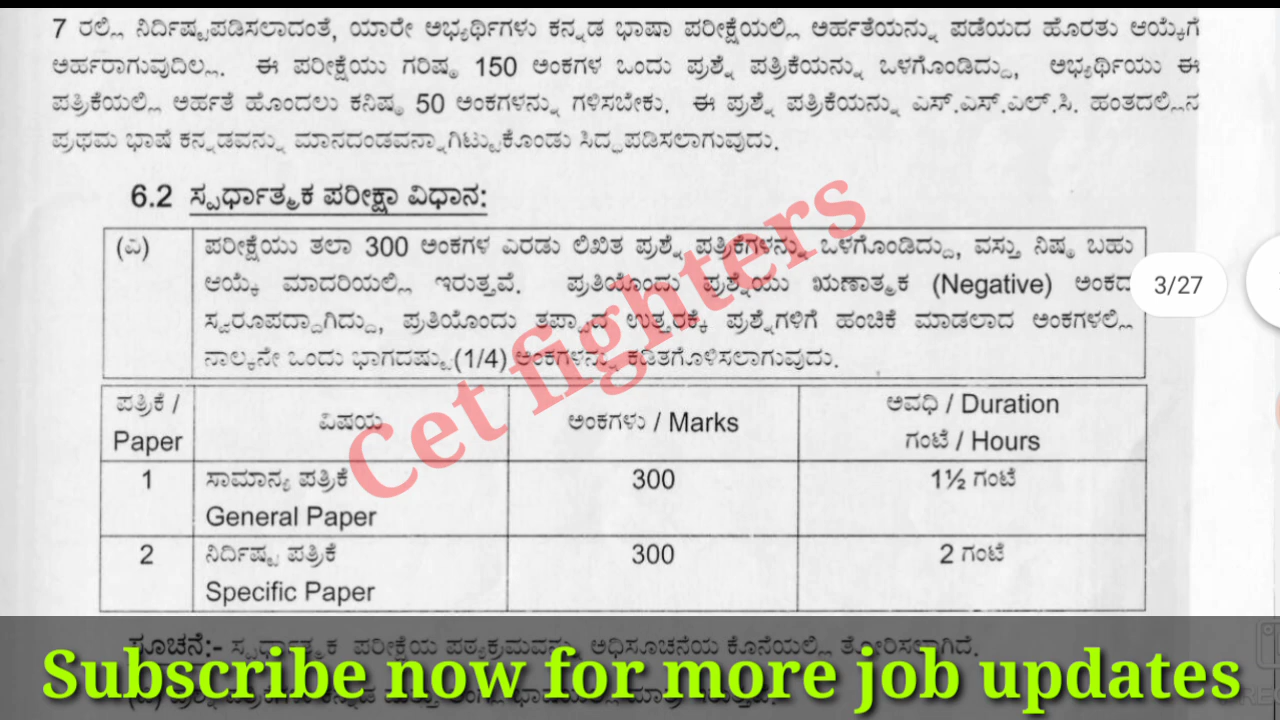 7 ರಲ್ಲಿ ನಿರ್ದಿಷ್ಟಪಡಿಸಲಾದಂತೆ, ಯಾರೇ ಅಭ್ಯರ್ಥಿಗಳು ಕನ್ನಡ ಭಾಷಾ ಪರೀಕ್ಷೆಯಲ್ಲಿ ಅರ್ಹತೆಯನ್ನು ಪಡೆಯದ ಹೊರತು ಆಯ್ಕೆಗೆ
ಅರ್ಹರಾಗುವುದಿಲ್ಲ. ಈ ಪರೀಕ್ಷೆಯು ಗರಿಷ್ಠ 150 ಅಂಕಗಳ ಒಂದು ಪ್ರಶ್ನೆ ಪತ್ರಿಕೆಯನ್ನು ಒಳಗೊಂಡಿದ್ದು, ಅಭ್ಯರ್ಥಿಯು ಈ
ಪತ್ರಿಕೆಯಲ್ಲಿ ಅರ್ಹತೆ ಹೊಂದಲು ಕನಿಷ್ಠ 50 ಅಂಕಗಳನ್ನು ಗಳಿಸಬೇಕು. ಈ ಪ್ರಶ್ನೆ ಪತ್ರಿಕೆಯನ್ನು ಎಸ್.ಎಸ್.ಎಲ್.ಸಿ. ಹಂತದಲ್ಲಿನ
ಪ್ರಥಮ ಭಾಷೆ ಕನ್ನಡವನ್ನು ಮಾನದಂಡವನ್ನಾಗಿಟ್ಟುಕೊಂಡು ಸಿದ್ಧಪಡಿಸಲಾಗುವುದು.
6.2 ಸ್ಪರ್ಧಾತ್ಮಕ ಪರೀಕ್ಷಾ ವಿಧಾನ:
(ಎ) ಪರೀಕ್ಷೆಯು ತಲಾ 300 ಅಂಕಗಳ ಎರಡು ಲಿಖಿತ ಪ್ರಶ್ನೆ ಪತ್ರಿಕೆಗಳನ್ನು ಒಳಗೊಂಡಿದ್ದು, ವಸ್ತು ನಿಷ್ಠ ಬಹು
ಆಯ್ಕೆ ಮಾದರಿಯಲ್ಲಿ ಇರುತ್ತವೆ. ಪ್ರತಿಯೊಂದು ಪ್ರಶ್ನೆಯು ಋಣಾತ್ಮಕ (Negative) ಅಂಕದ
ಸ್ವರೂಪದ್ದಾಗಿದ್ದು, ಪ್ರತಿಯೊಂದು ತಪ್ಪಾದ ಉತ್ತರಕ್ಕೆ ಪ್ರಶ್ನೆಗಳಿಗೆ ಹಂಚಿಕೆ ಮಾಡಲಾದ ಅಂಕಗಳಲ್ಲಿ
ನಾಲ್ಕನೇ ಒಂದು ಭಾಗದಷ್ಟು (1/4) ಅಂಕಗಳನ್ನು ಕಡಿತಗೊಳಿಸಲಾಗುವುದು.
3/27
Cet fighters
ಪತ್ರಿಕೆ / Paper ವಿಷಯ ಅಂಕಗಳು / Marks ಅವಧಿ / Duration ಗಂಟೆ / Hours
1 ಸಾಮಾನ್ಯ ಪತ್ರಿಕೆ 300 1½ ಗಂಟೆ
General Paper
2 ನಿರ್ದಿಷ್ಟ ಪತ್ರಿಕೆ 300 2 ಗಂಟೆ
Specific Paper
ಸೂಚನೆ:- ಸ್ಪರ್ಧಾತ್ಮಕ ಪರೀಕ್ಷೆಯ ಪಠ್ಯಕ್ರಮವನ್ನು ಅಧಿಸೂಚನೆಯ ಕೊನೆಯಲ್ಲಿ ತೋರಿಸಲಾಗಿದೆ.
Subscribe now for more job updates